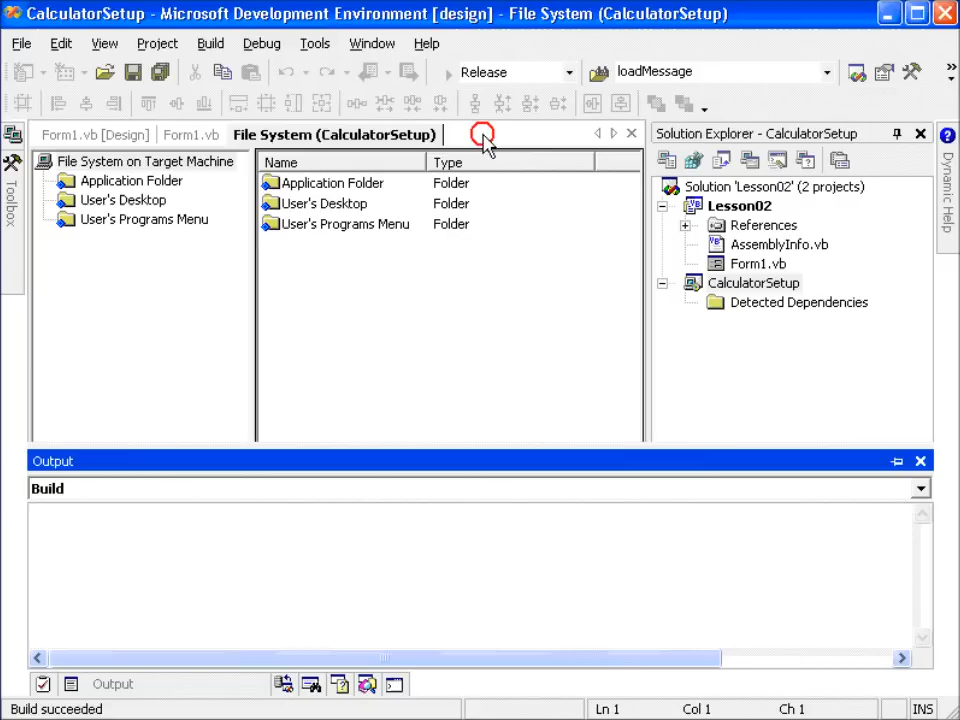 CalculatorSetup - Microsoft Development Environment [design] - File System (CalculatorSetup)
File Edit View Project Build Debug Tools Window Help
Release loadMessage
Form1.vb [Design] Form1.vb File System (CalculatorSetup)
File System on Target Machine
Application Folder
User's Desktop
User's Programs Menu
Name Type
Application Folder Folder
User's Desktop Folder
User's Programs Menu Folder
Solution Explorer - CalculatorSetup
Solution 'Lesson02' (2 projects)
Lesson02
References
AssemblyInfo.vb
Form1.vb
CalculatorSetup
Detected Dependencies
Toolbox
Dynamic Help
Output
Build
Output
Build succeeded Ln 1 Col 1 Ch 1 INS